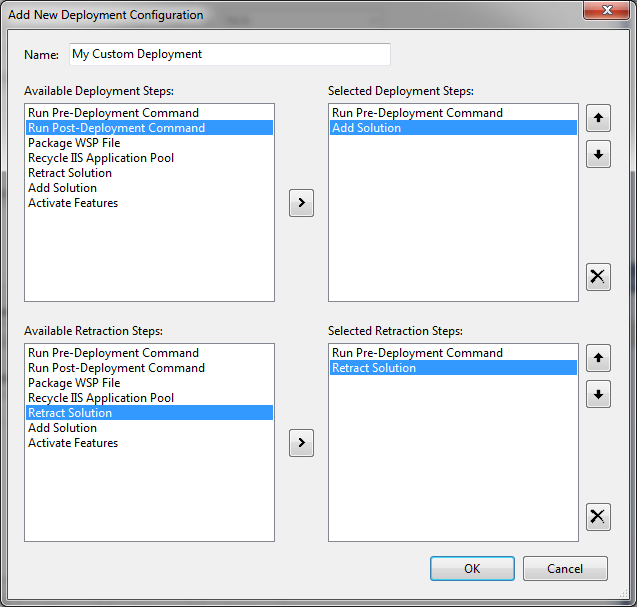 Add New Deployment Configuration
Name: My Custom Deployment
Available Deployment Steps:
Run Pre-Deployment Command
Run Post-Deployment Command
Package WSP File
Recycle IIS Application Pool
Retract Solution
Add Solution
Activate Features
Selected Deployment Steps:
Run Pre-Deployment Command
Add Solution
Available Retraction Steps:
Run Pre-Deployment Command
Run Post-Deployment Command
Package WSP File
Recycle IIS Application Pool
Retract Solution
Add Solution
Activate Features
Selected Retraction Steps:
Run Pre-Deployment Command
Retract Solution
OK
Cancel